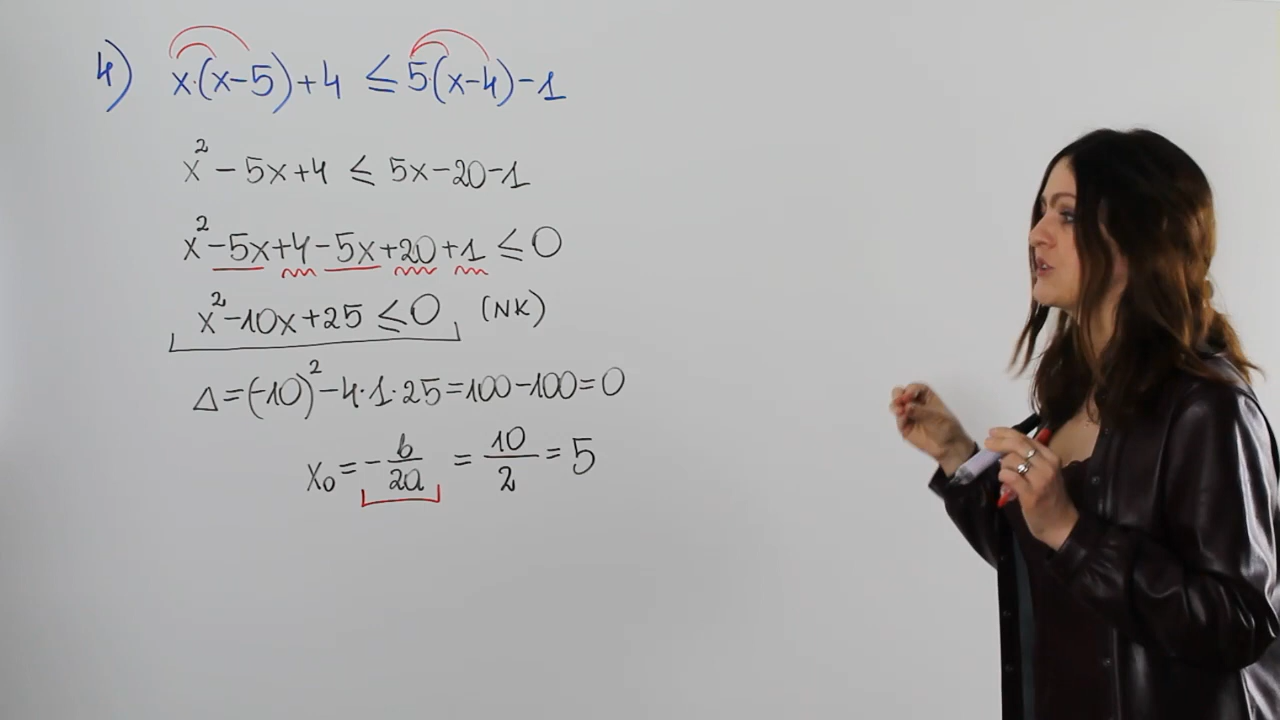 4) x·(x-5)+4 ≤ 5·(x-4)-1
x² - 5x+4 ≤ 5x-20-1
x² -5x+4-5x+20+1 ≤ 0
x²-10x+25 ≤ 0 (NK)
Δ=(-10)²-4·1·25=100-100=0
x₀ = -b/2a = 10/2 = 5